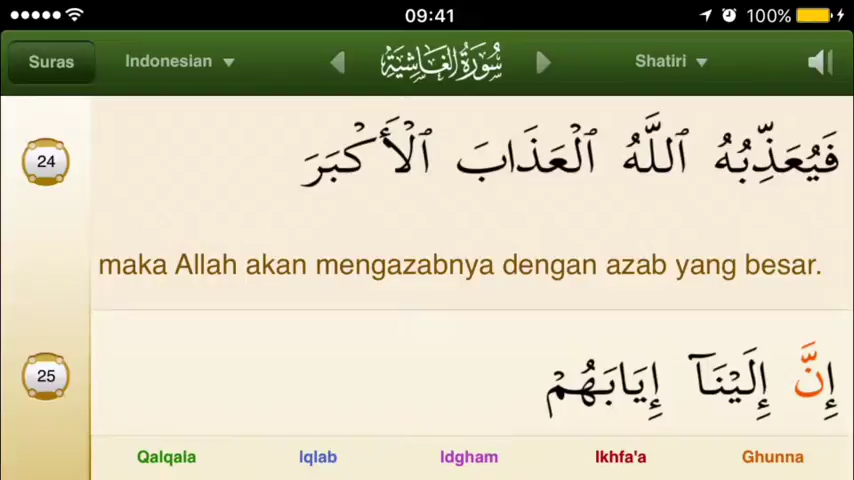 09:41
100%
Suras
Indonesian
سُورَةُ الغَاشِيَةِ
Shatiri
24
فَيُعَذِّبُهُ ٱللَّهُ ٱلْعَذَابَ ٱلْأَكْبَرَ
maka Allah akan mengazabnya dengan azab yang besar.
25
إِنَّ إِلَيْنَآ إِيَابَهُمْ
Qalqala
Iqlab
Idgham
Ikhfa'a
Ghunna